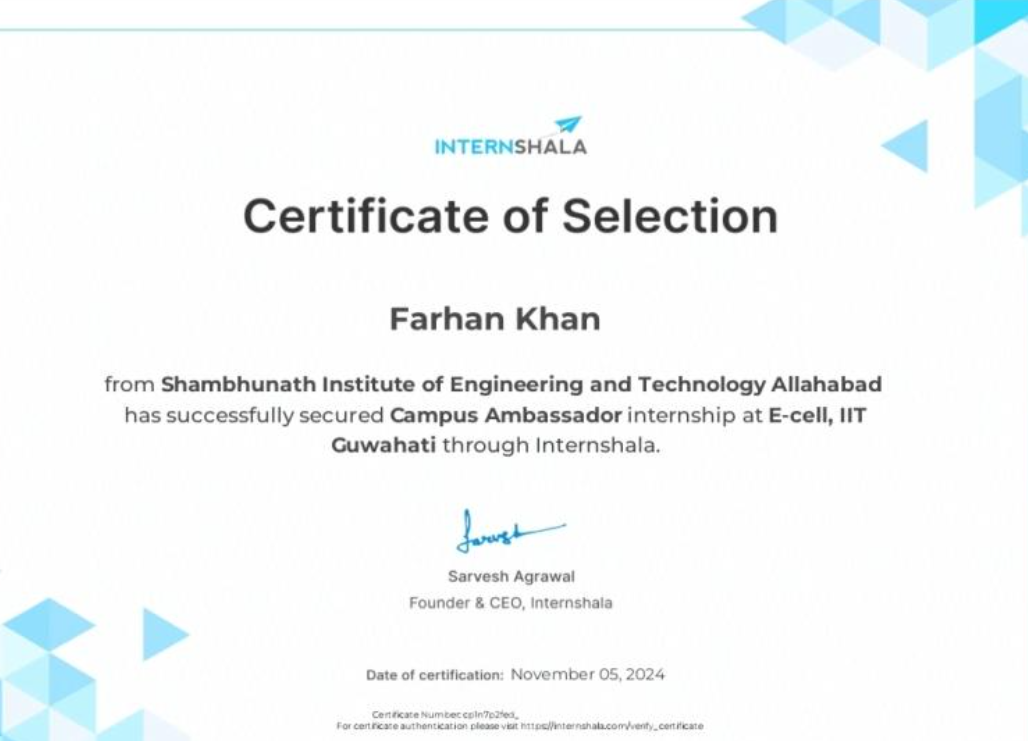 INTERNSHALA
Certificate of Selection
Farhan Khan
from Shambhunath Institute of Engineering and Technology Allahabad
has successfully secured Campus Ambassador internship at E-cell, IIT
Guwahati through Internshala.
Sarvesh Agrawal
Founder & CEO, Internshala
Date of certification: November 05, 2024
Certificate Number:
For certificate authentication please visit https://internshala.com/verify_certificate